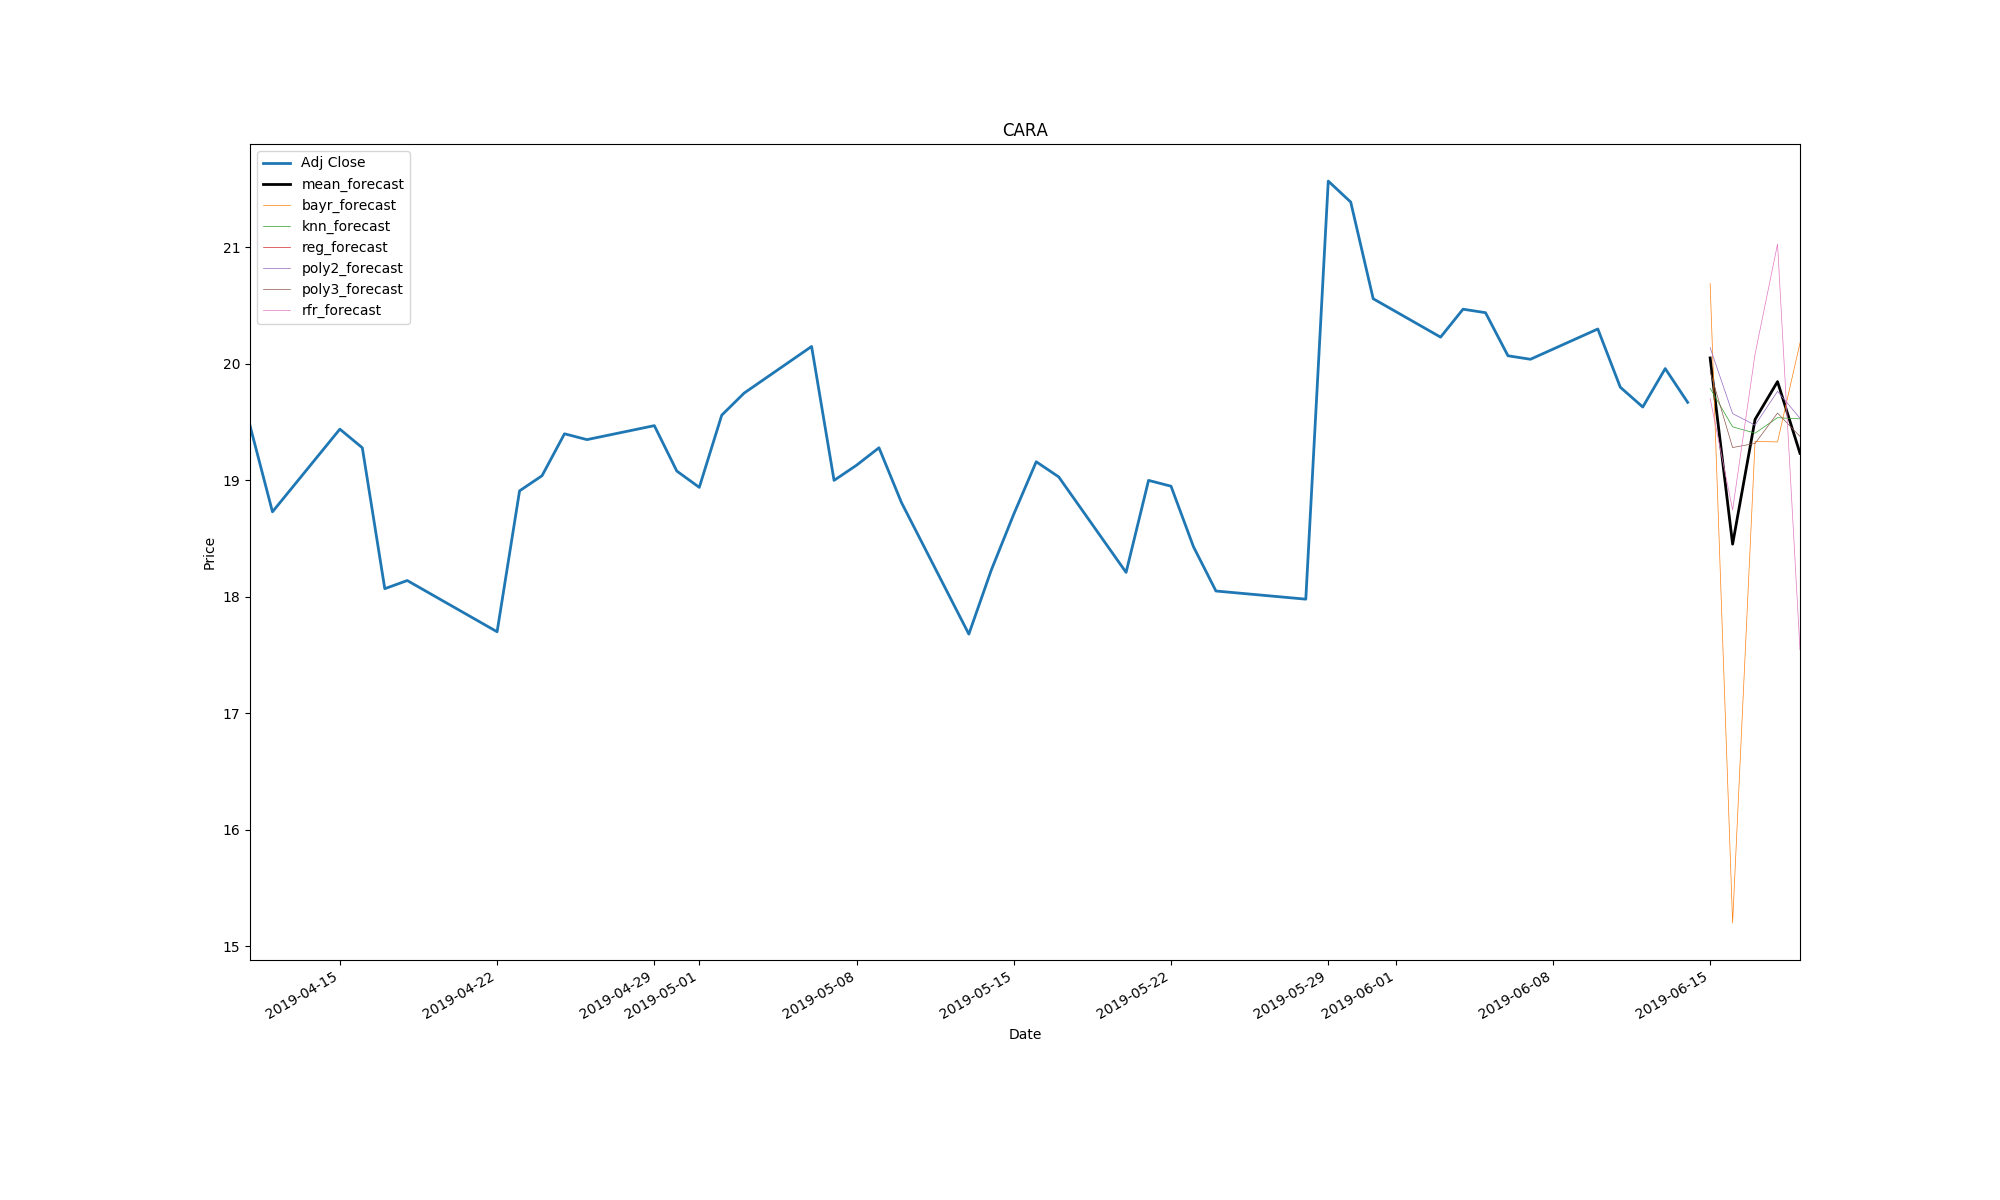 CARA
Adj Close
mean_forecast
bayr_forecast
knn_forecast
reg_forecast
poly2_forecast
poly3_forecast
rfr_forecast
21
20
19
18
17
16
15
Price
2019-04-15
2019-04-22
2019-04-29
2019-05-01
2019-05-08
2019-05-15
2019-05-22
2019-05-29
2019-06-01
2019-06-08
2019-06-15
Date